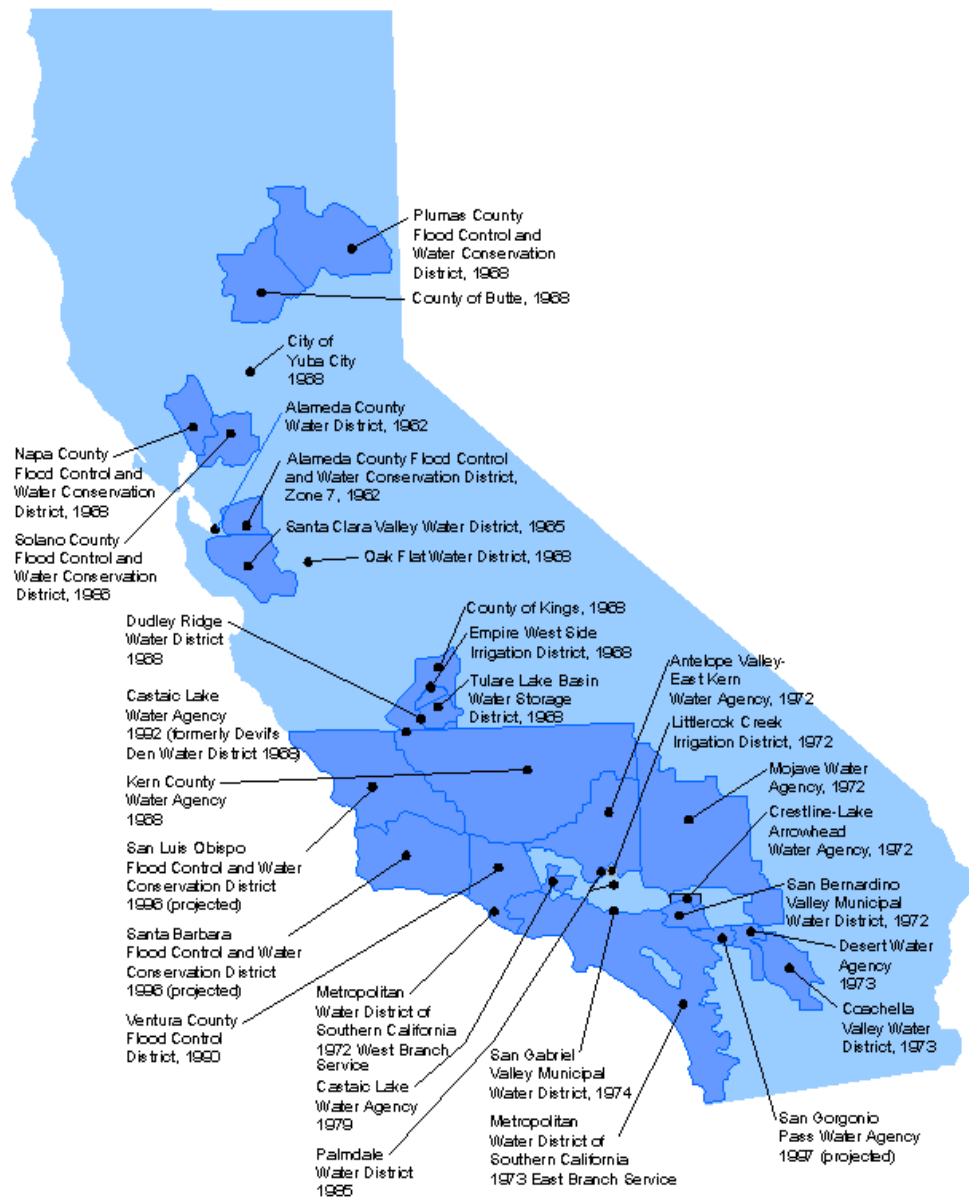 Plumas County
Flood Control and
Water Conservation
District, 1968
County of Butte, 1968
City of
Yuba City
1968
Alameda County
Water District, 1962
Napa County
Flood Control and
Water Conservation
District, 1968
Alameda County Flood Control
and Water Conservation District,
Zone 7, 1962
Santa Clara Valley Water District, 1965
Solano County
Flood Control and
Water Conservation
District, 1986
Oak Flat Water District, 1968
County of Kings, 1968
Dudley Ridge
Water District
1968
Empire West Side
Irrigation District, 1968
Tulare Lake Basin
Water Storage
District, 1968
Antelope Valley-
East Kern
Water Agency, 1972
Castaic Lake
Water Agency
1992 (formerly Devil's
Den Water District 1968)
Littlerock Creek
Irrigation District, 1972
Mojave Water
Agency, 1972
Kern County
Water Agency
1968
Crestline-Lake
Arrowhead
Water Agency, 1972
San Luis Obispo
Flood Control and Water
Conservation District
1996 (projected)
San Bernardino
Valley Municipal
Water District, 1972
Santa Barbara
Flood Control and Water
Conservation District
1996 (projected)
Desert Water
Agency
1973
Coachella
Valley Water
District, 1973
Ventura County
Flood Control
District, 1990
Metropolitan
Water District of
Southern California
1972 West Branch
Service
Castaic Lake
Water Agency
1979
Palmdale
Water District
1985
San Gabriel
Valley Municipal
Water District, 1974
Metropolitan
Water District of
Southern California
1973 East Branch Service
San Gorgonio
Pass Water Agency
1997 (projected)